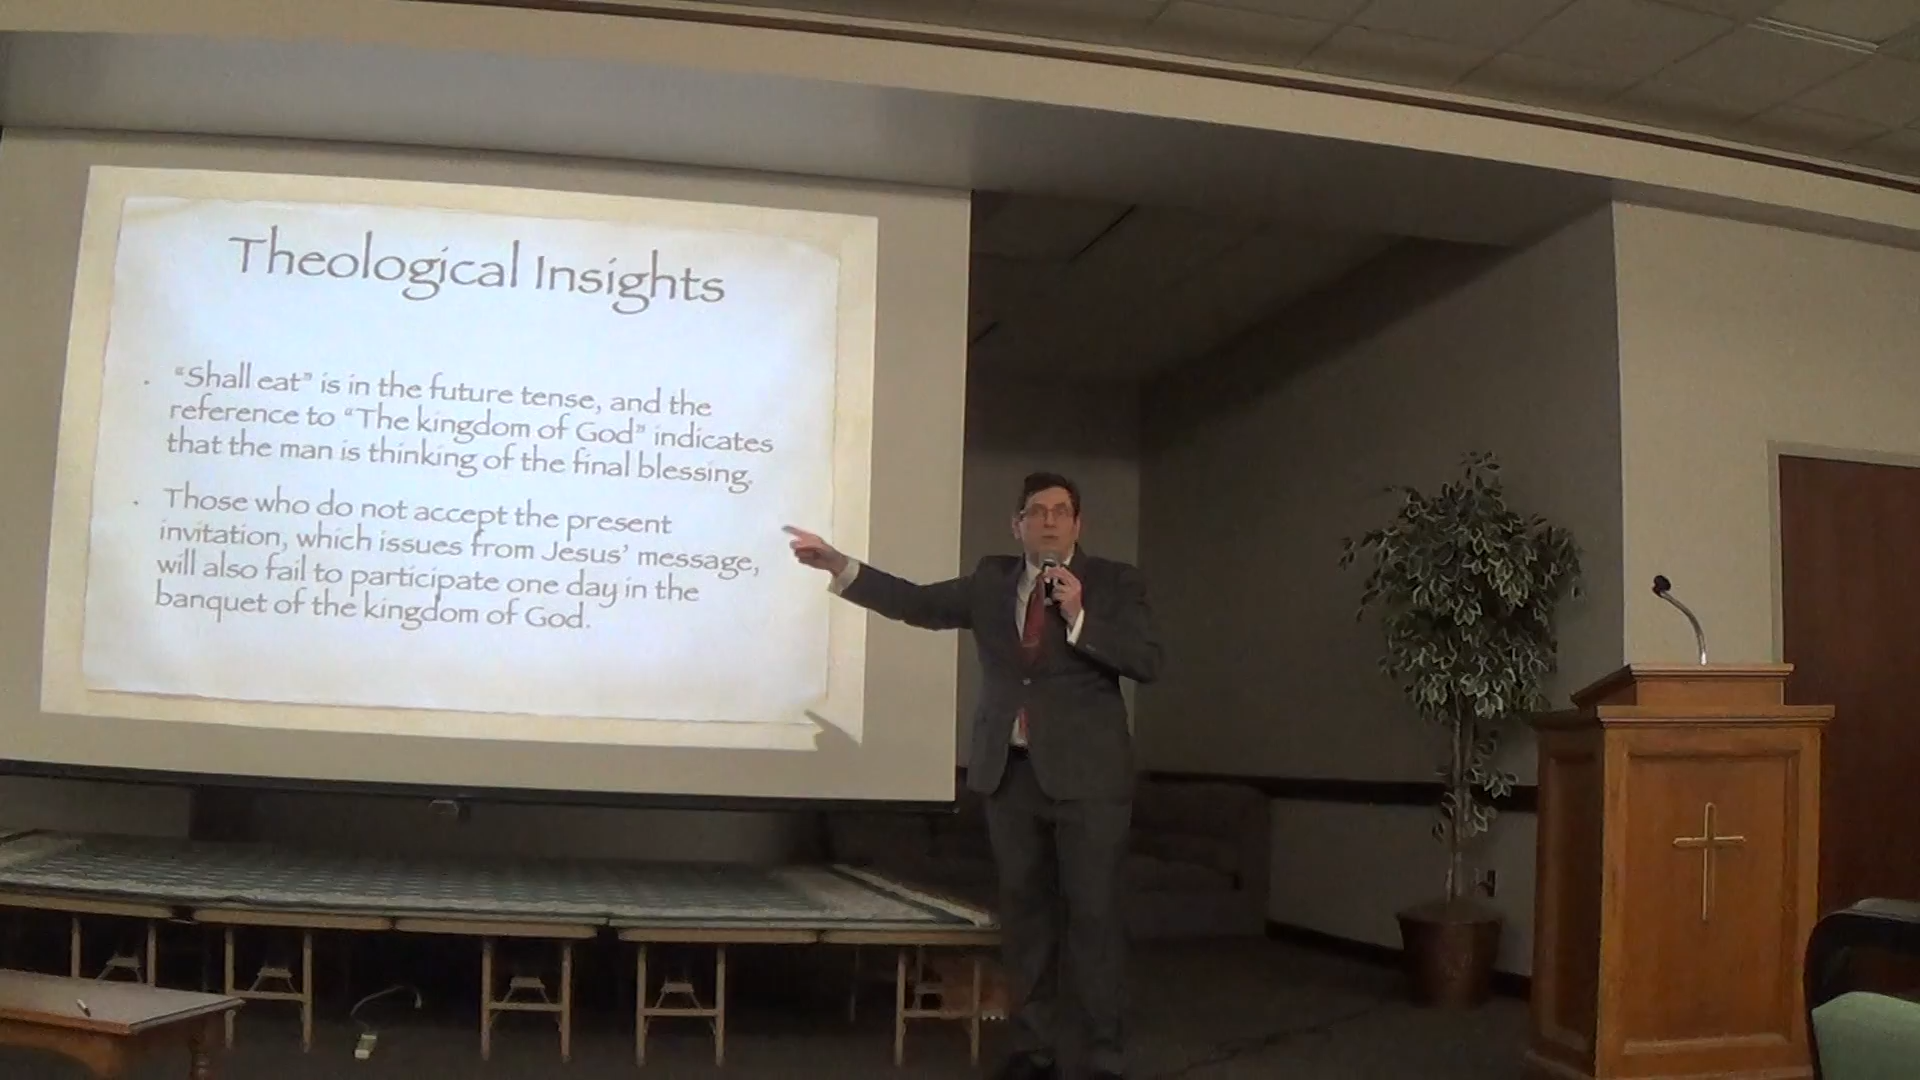 Theological Insights
. “Shall eat” is in the future tense, and the
reference to “The kingdom of God” indicates
that the man is thinking of the final blessing.
. Those who do not accept the present
invitation, which issues from Jesus’ message,
will also fail to participate one day in the
banquet of the kingdom of God.